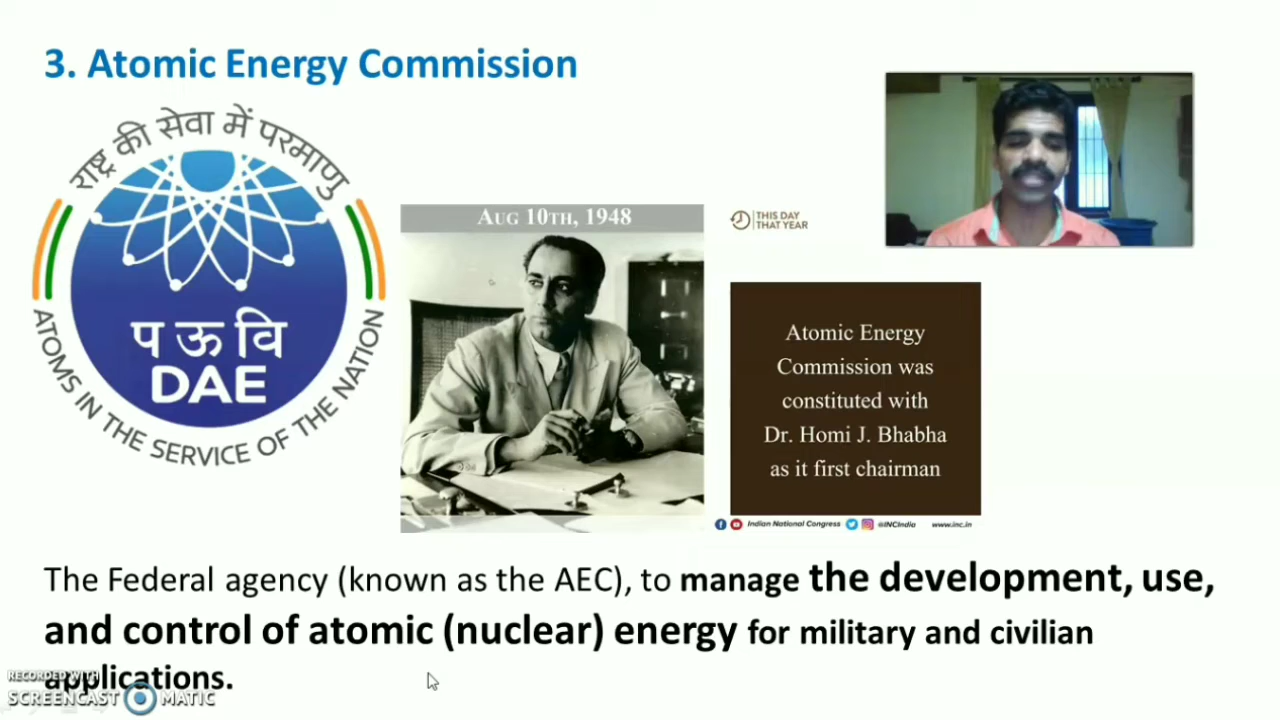 3. Atomic Energy Commission
राष्ट्र की सेवा में परमाणु
प ऊ वि
DAE
ATOMS IN THE SERVICE OF THE NATION
AUG 10TH, 1948
THIS DAY
THAT YEAR
Atomic Energy
Commission was
constituted with
Dr. Homi J. Bhabha
as it first chairman
Indian National Congress @INCIndia www.inc.in
The Federal agency (known as the AEC), to manage the development, use,
and control of atomic (nuclear) energy for military and civilian
applications.
RECORDED WITH
SCREENCAST MATIC